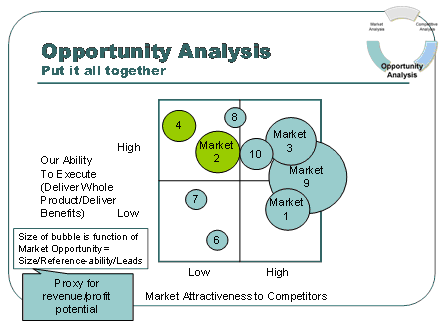 Opportunity Analysis
Put it all together
Market
Analysis
Competitive
Analysis
Opportunity
Analysis
High
Our Ability
To Execute
(Deliver Whole
Product/Deliver
Benefits)
Low
4
8
Market
2
10
Market
3
Market
9
Market
1
7
6
Low
High
Market Attractiveness to Competitors
Size of bubble is function of
Market Opportunity =
Size/Reference-ability/Leads
Proxy for
revenue/profit
potential